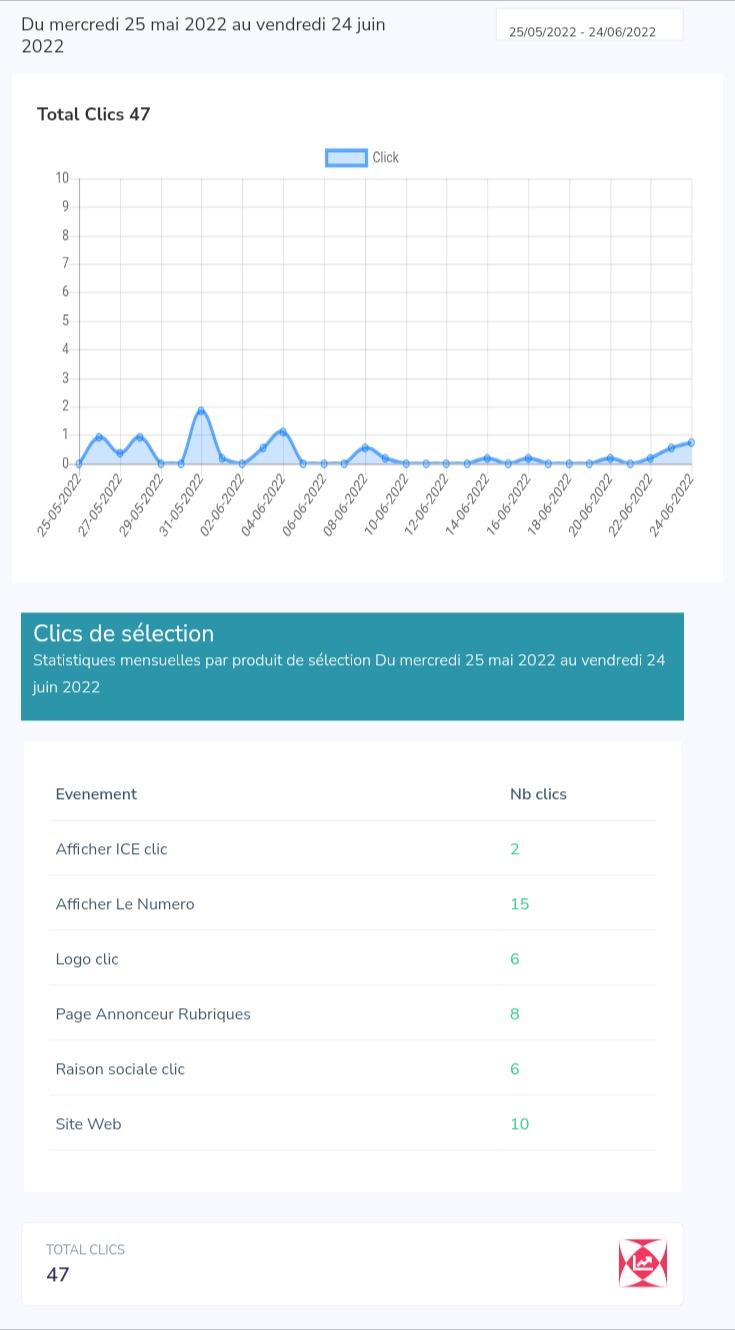 Du mercredi 25 mai 2022 au vendredi 24 juin
2022
25/05/2022 - 24/06/2022
Total Clics 47
Click
10
9
8
7
6
5
4
3
2
1
0
25-05-2022
27-05-2022
29-05-2022
31-05-2022
02-06-2022
04-06-2022
06-06-2022
08-06-2022
10-06-2022
12-06-2022
14-06-2022
16-06-2022
18-06-2022
20-06-2022
22-06-2022
24-06-2022
Clics de sélection
Statistiques mensuelles par produit de sélection Du mercredi 25 mai 2022 au vendredi 24
juin 2022
Evenement Nb clics
Afficher ICE clic 2
Afficher Le Numero 15
Logo clic 6
Page Annonceur Rubriques 8
Raison sociale clic 6
Site Web 10
TOTAL CLICS
47